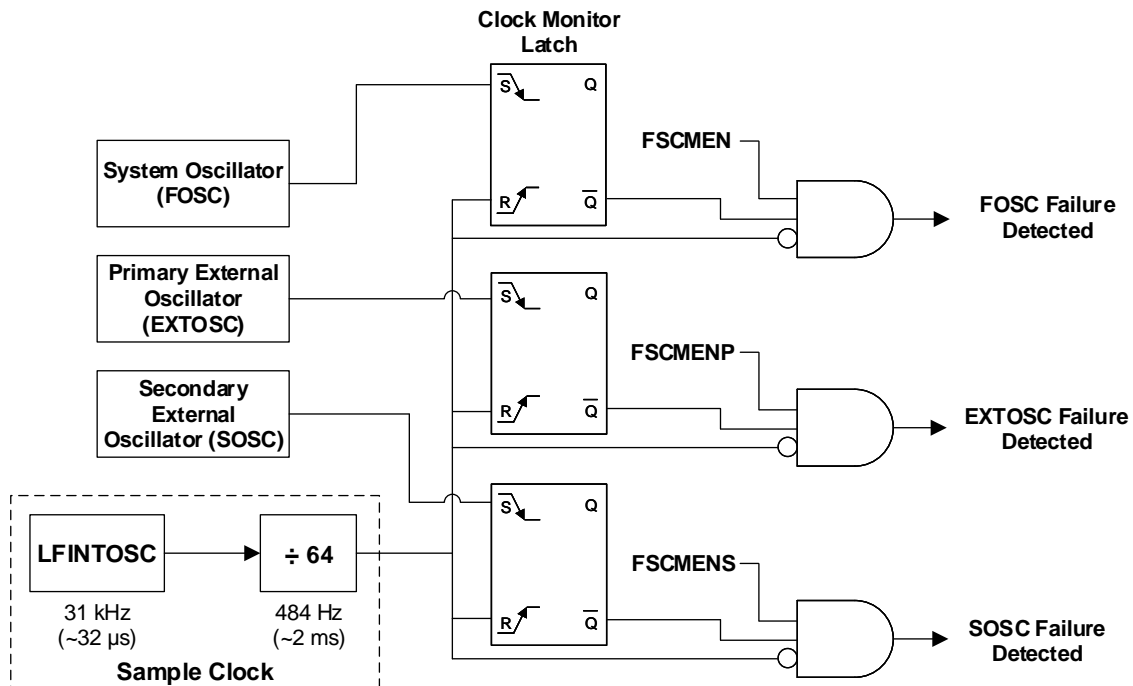 Clock Monitor
Latch
S
Q
R
Q
System Oscillator
(FOSC)
FSCMEN
FOSC Failure
Detected
Primary External
Oscillator
(EXTOSC)
S
Q
R
Q
FSCMENP
EXTOSC Failure
Detected
Secondary
External
Oscillator (SOSC)
S
Q
R
Q
FSCMENS
SOSC Failure
Detected
LFINTOSC
÷ 64
31 kHz
(~32 µs)
484 Hz
(~2 ms)
Sample Clock